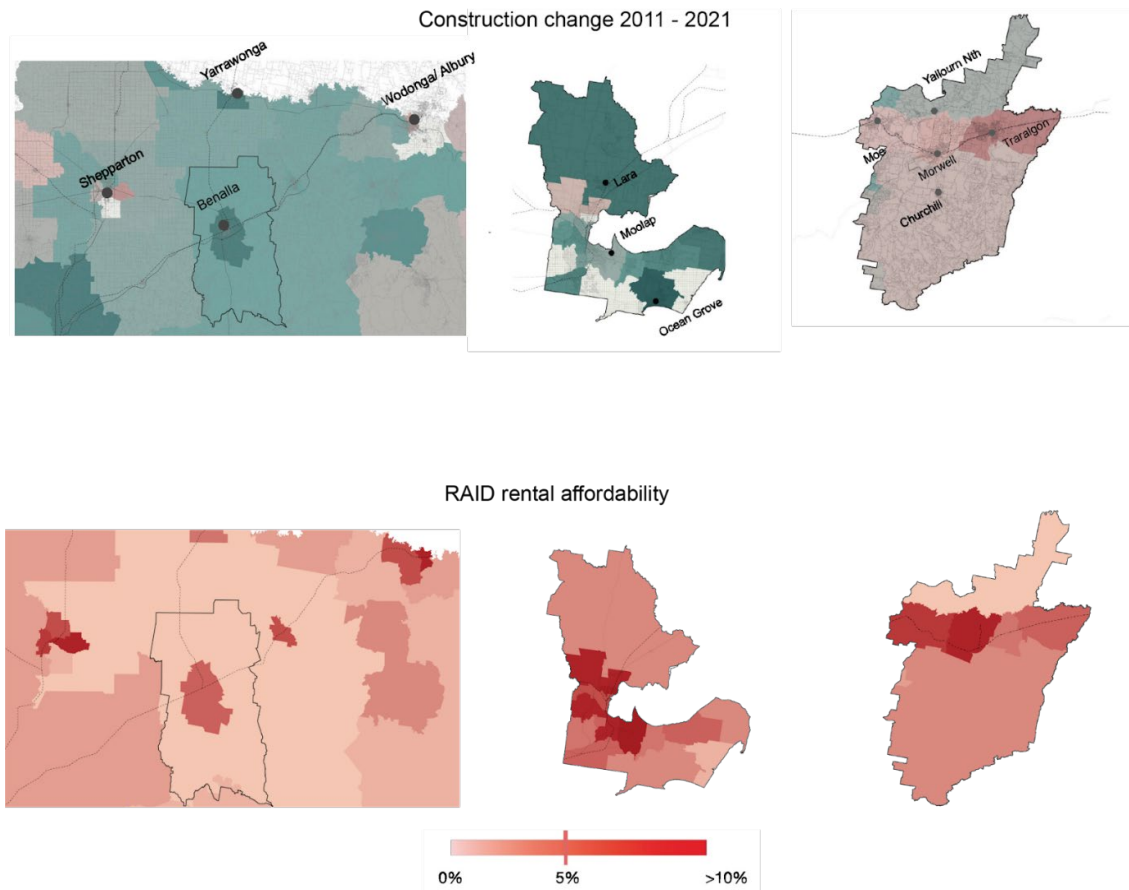 Construction change 2011 - 2021
Yarrawonga
Wodonga/ Albury
Shepparton
Benalla
Lara
Moolap
Ocean Grove
Yallourn Nth
Traralgon
Moe
Morwell
Churchill
RAID rental affordability
0%
5%
>10%